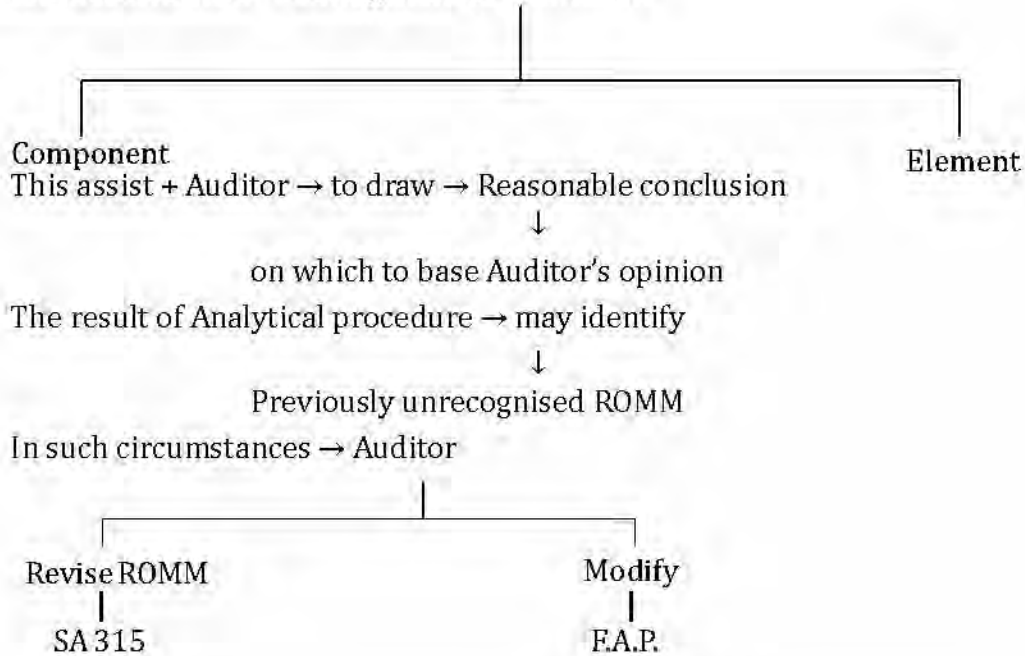 Component
Element
This assist + Auditor → to draw → Reasonable conclusion
↓
on which to base Auditor's opinion
The result of Analytical procedure → may identify
↓
Previously unrecognised ROMM
In such circumstances → Auditor
Revise ROMM
Modify
SA 315
F.A.P.